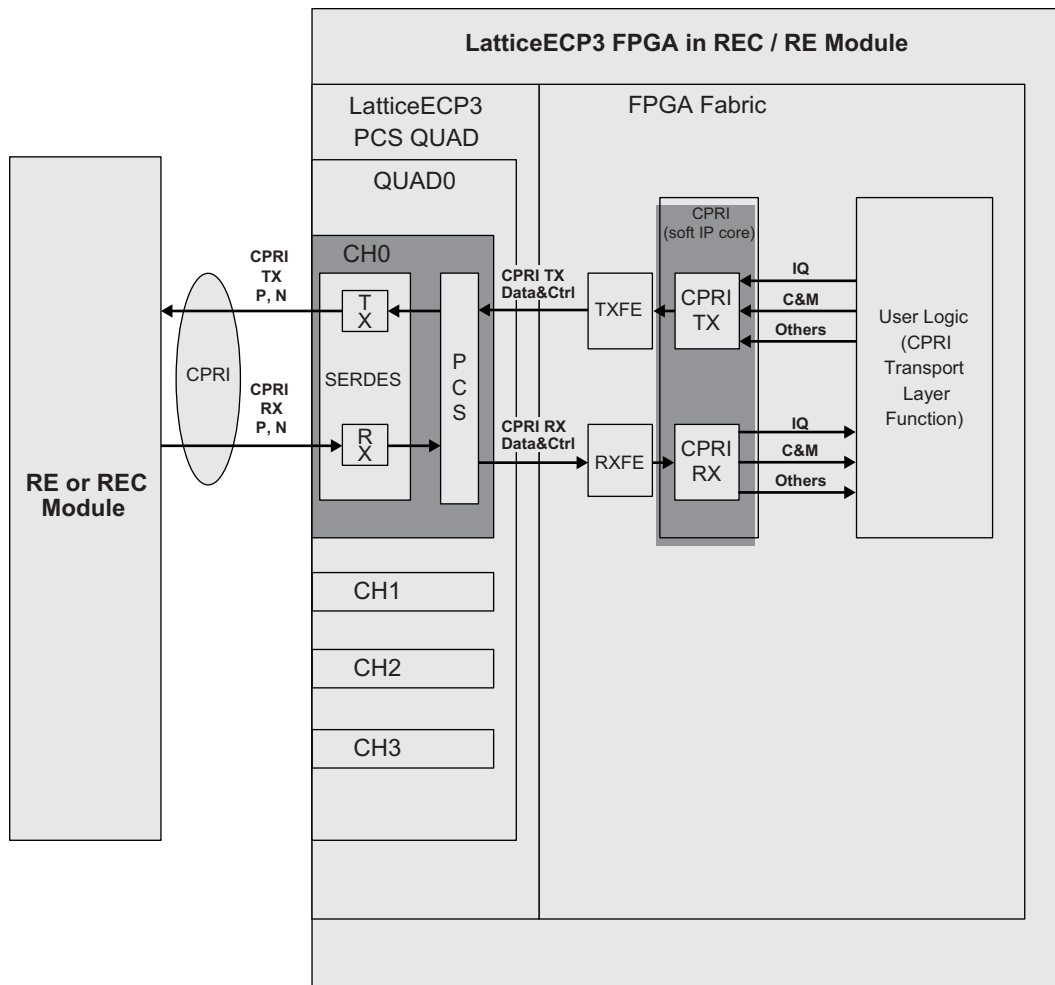 LatticeECP3 FPGA in REC / RE Module
LatticeECP3
PCS QUAD
FPGA Fabric
QUAD0
CH0
CPRI
TX
P, N
CPRI
CPRI
RX
P, N
RE or REC
Module
T
X
SERDES
R
X
P
C
S
CPRI TX
Data&Ctrl
CPRI RX
Data&Ctrl
TXFE
RXFE
CPRI
(soft IP core)
CPRI
TX
CPRI
RX
IQ
C&M
Others
IQ
C&M
Others
User Logic
(CPRI
Transport
Layer
Function)
CH1
CH2
CH3